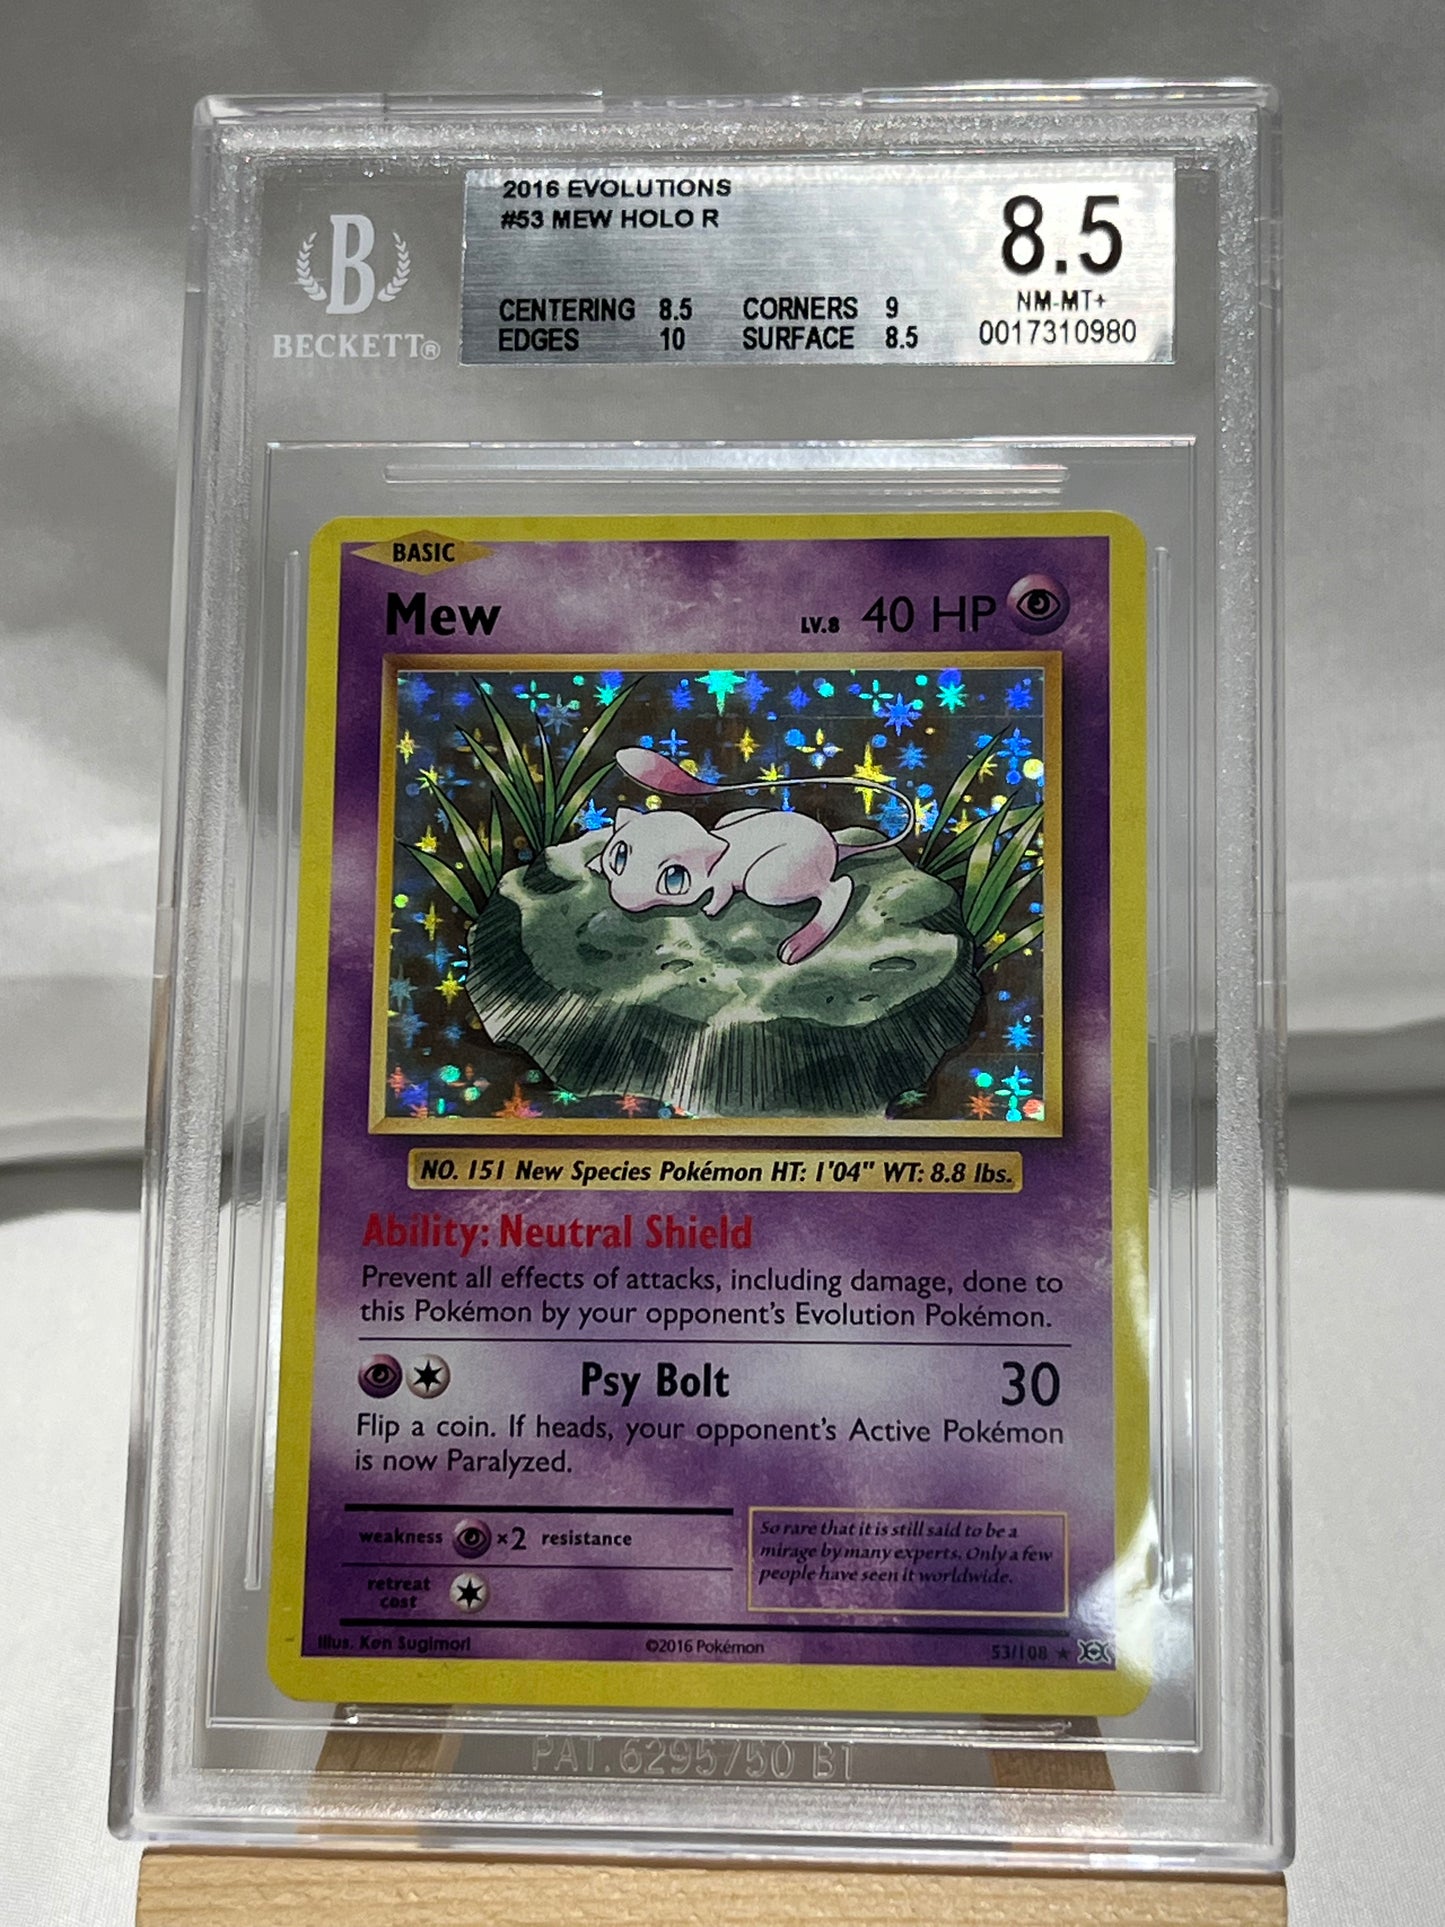 2016 EVOLUTIONS
#53 MEW HOLO R
8.5
CENTERING 8.5 CORNERS 9
EDGES 10 SURFACE 8.5
NM-MT+
0017310980
B
BECKETT®
BASIC
Mew
LV.8 40 HP
NO. 151 New Species Pokémon HT: 1'04" WT: 8.8 lbs.
Ability: Neutral Shield
Prevent all effects of attacks, including damage, done to
this Pokémon by your opponent's Evolution Pokémon.
Psy Bolt 30
Flip a coin. If heads, your opponent's Active Pokémon
is now Paralyzed.
weakness ×2 resistance
retreat
cost
So rare that it is still said to be a
mirage by many experts. Only a few
people have seen it worldwide.
Illus. Ken Sugimori ©2016 Pokémon 53/108 ★
PAT. 6295750 B1